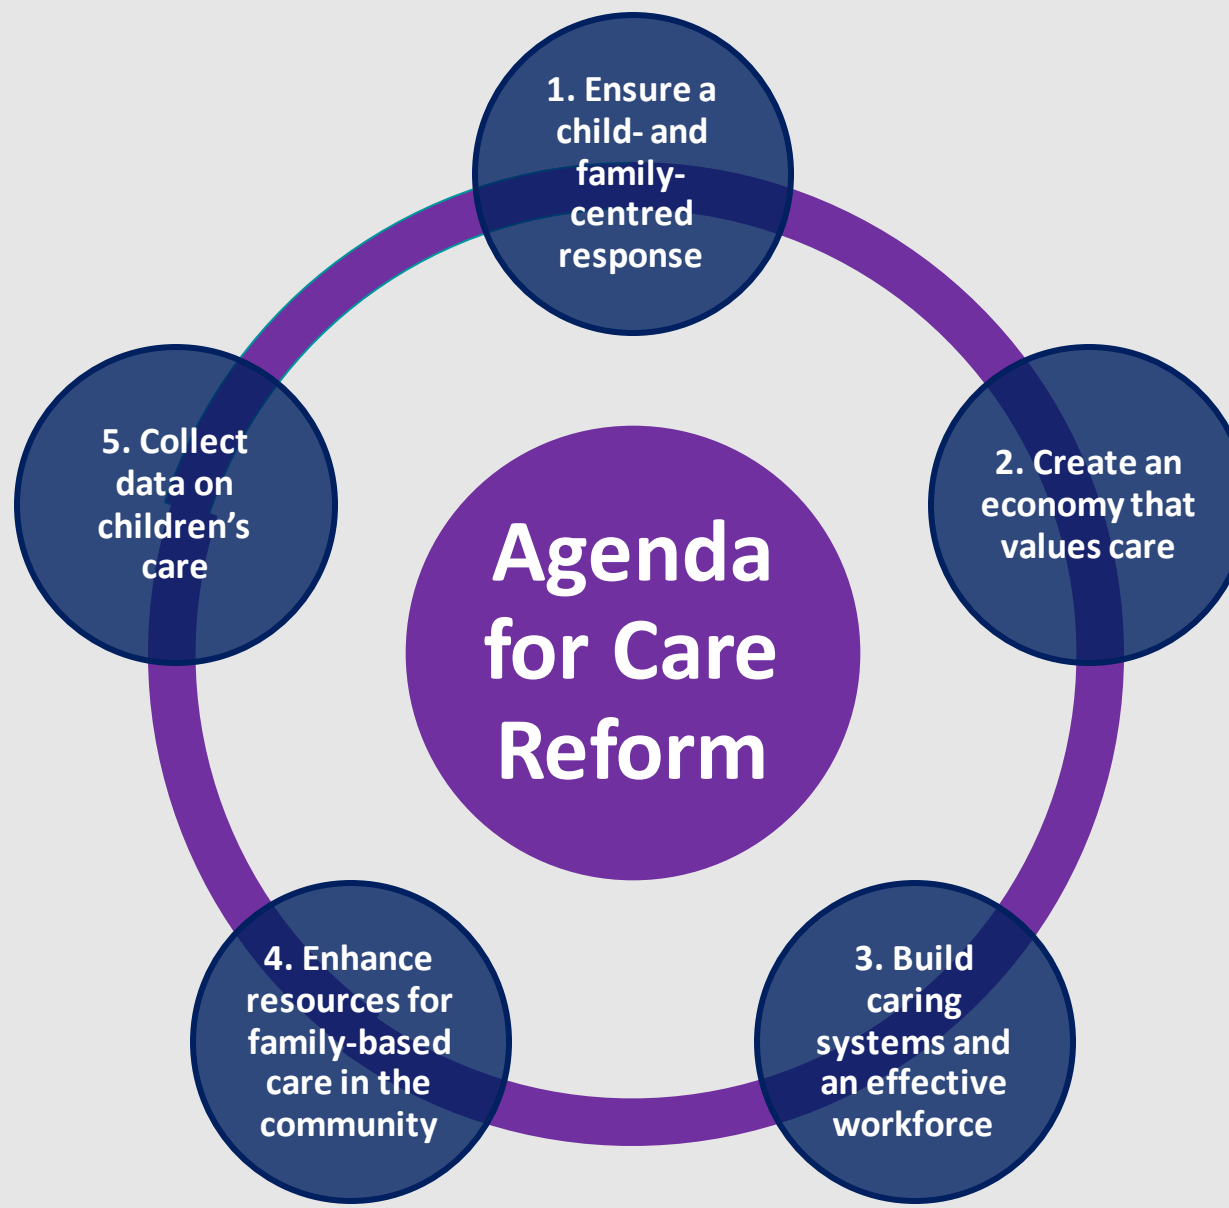 1. Ensure a
child- and
family-
centred
response
2. Create an
economy that
values care
3. Build
caring
systems and
an effective
workforce
4. Enhance
resources for
family-based
care in the
community
5. Collect
data on
children’s
care
Agenda
for Care
Reform